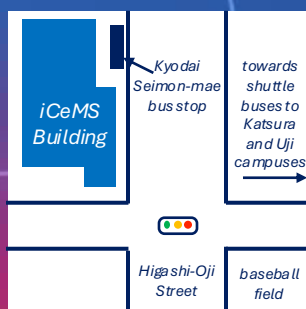 iCeMS
Building
Kyodai
Seimon-mae
bus stop
towards
shuttle
buses to
Katsura
and Uji
campuses
Higashi-Oji
Street
baseball
field